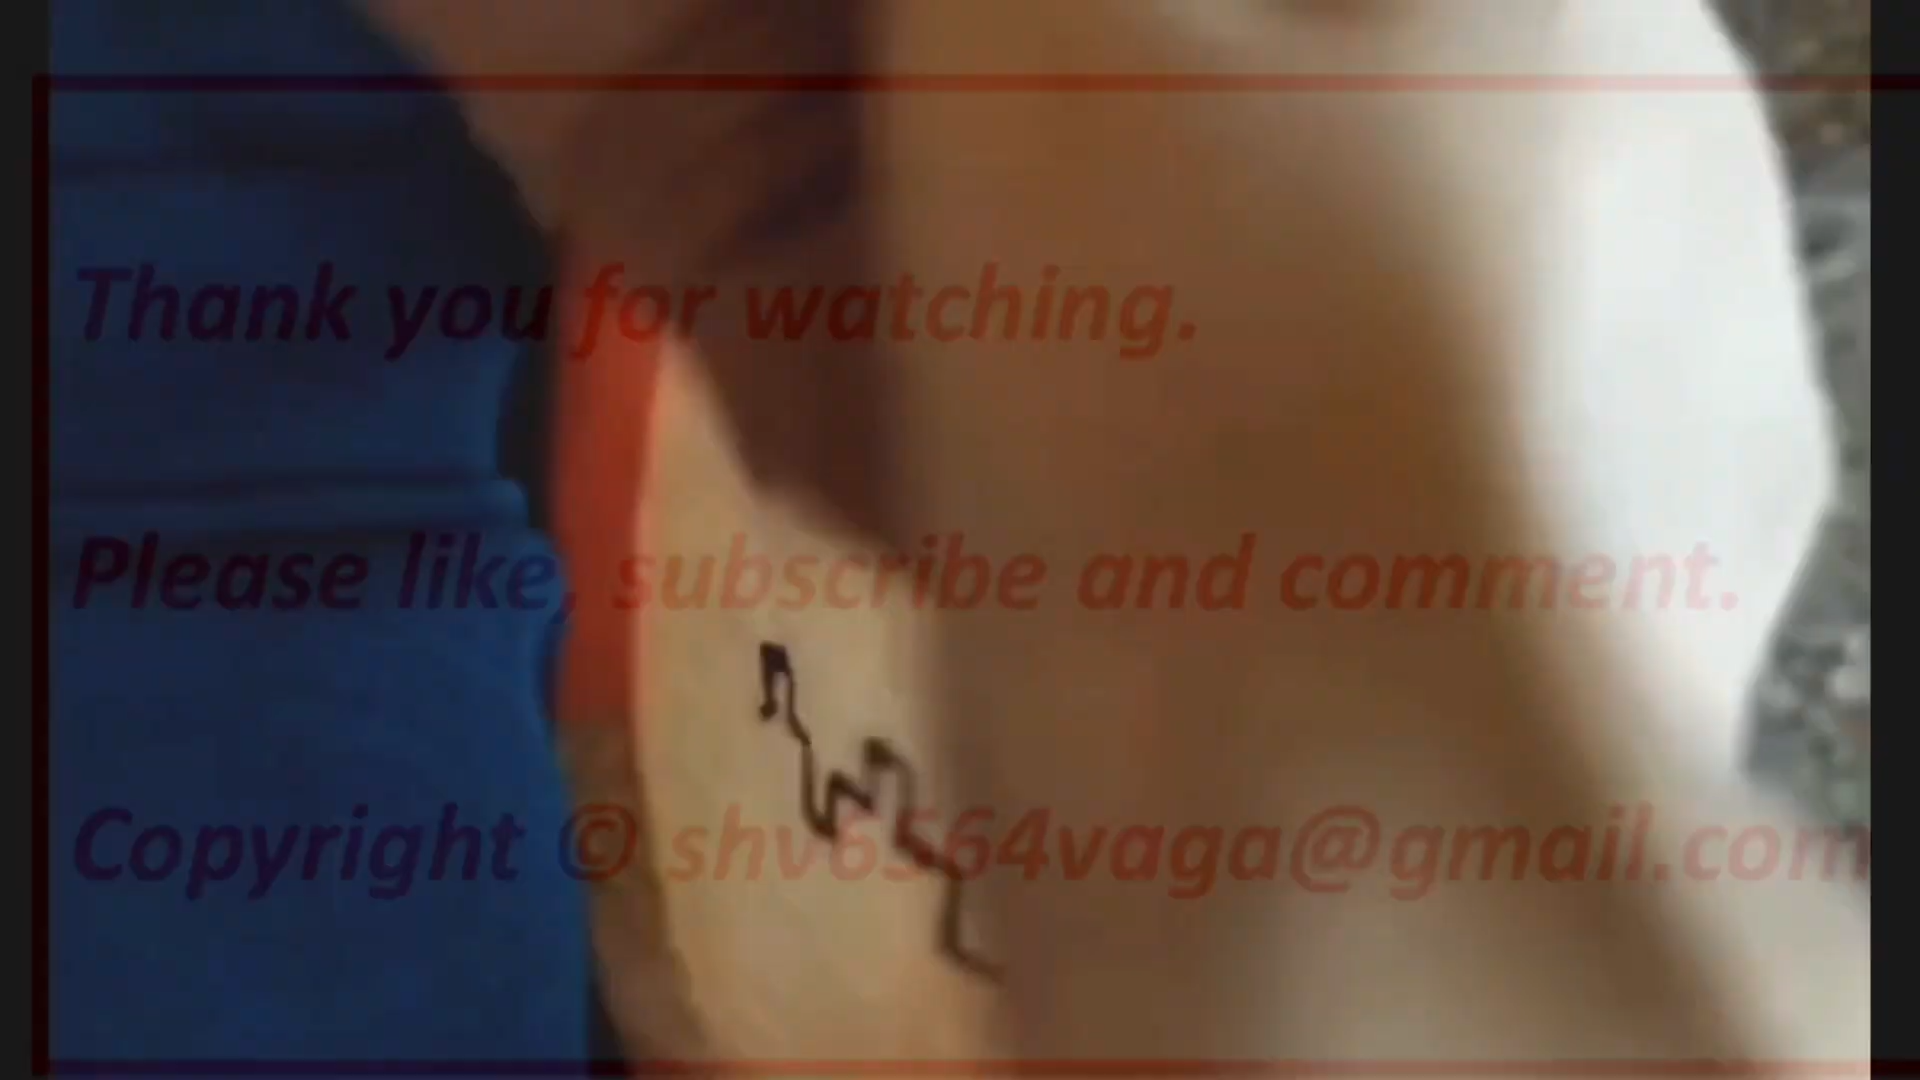 Thank you for watching.
Please like, subscribe and comment.
Copyright © shv6564vaga@gmail.com